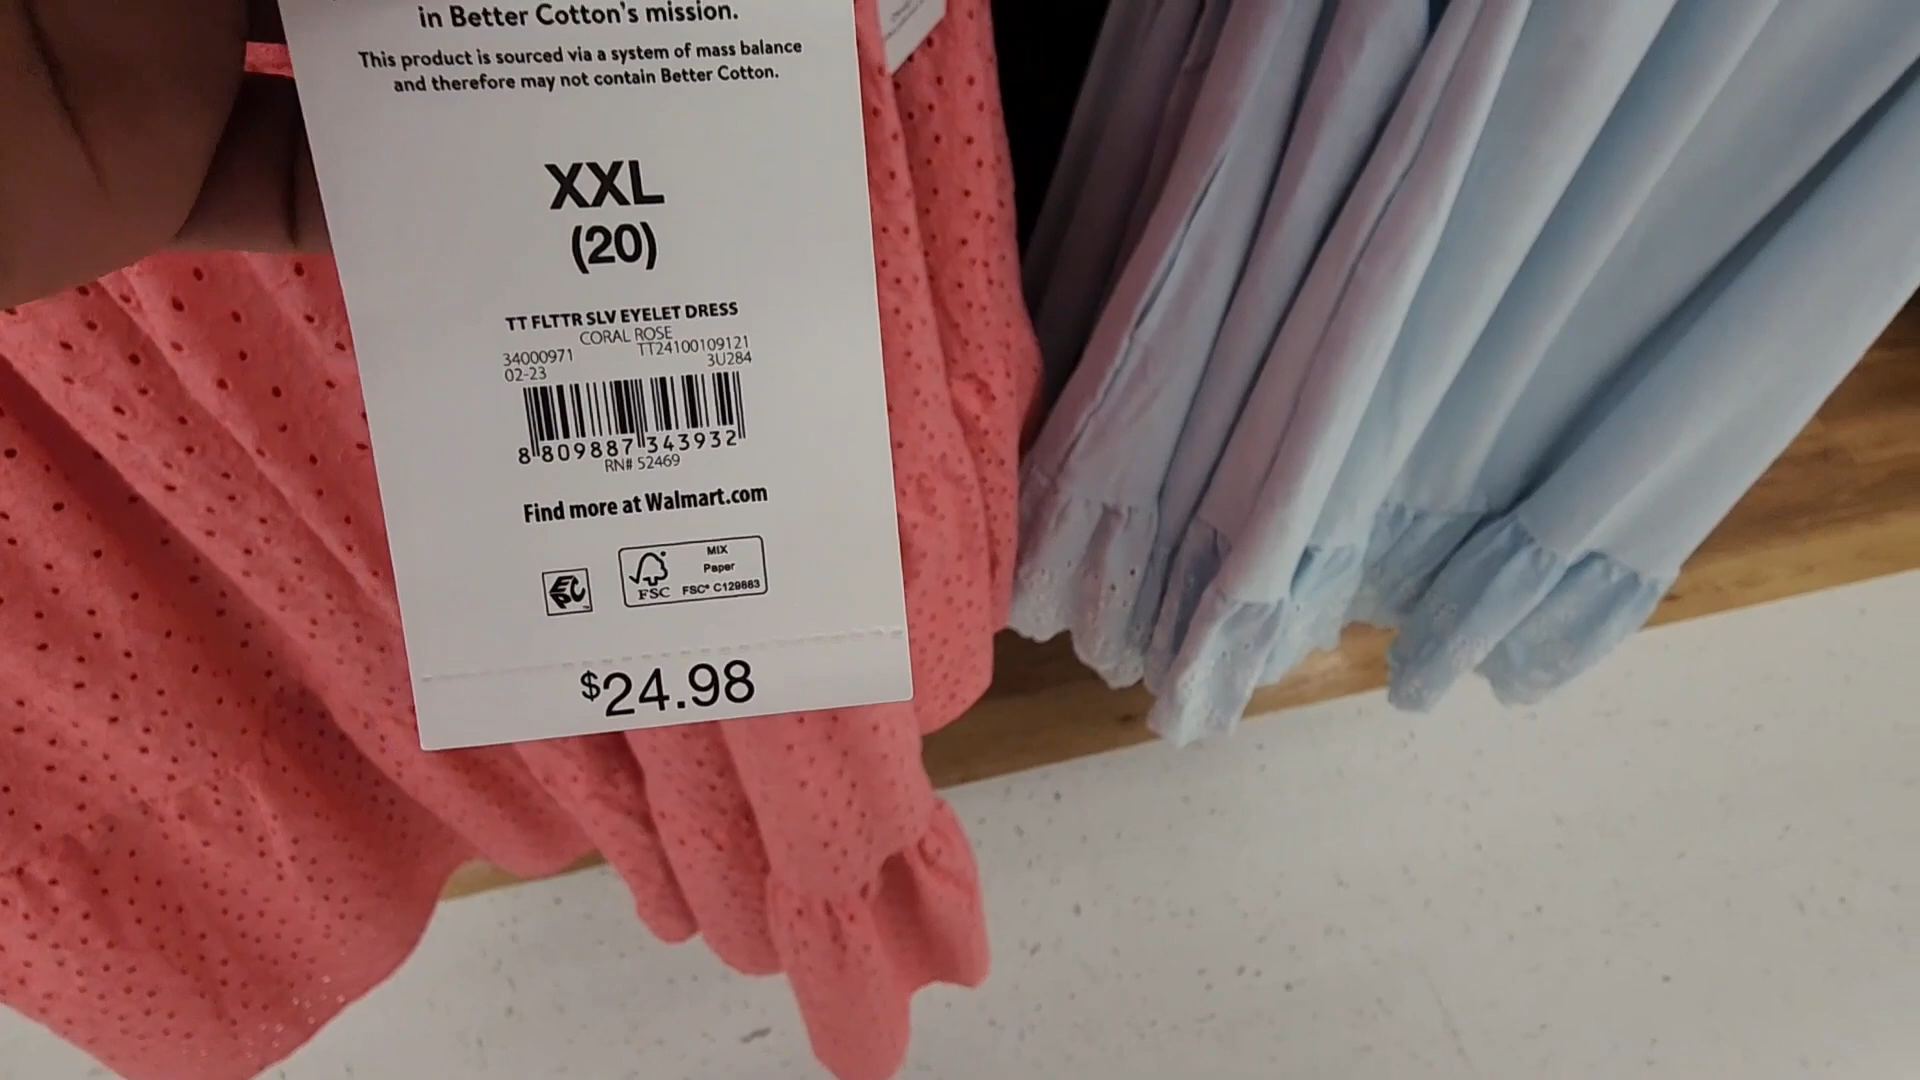 in Better Cotton's mission.
This product is sourced via a system of mass balance
and therefore may not contain Better Cotton.
XXL
(20)
TT FLTTR SLV EYELET DRESS
CORAL ROSE
34000971 TT24100109121
02-23 3U284
8 809887 343932
RN# 52469
Find more at Walmart.com
EPC
MIX
Paper
FSC FSC® C129883
$24.98